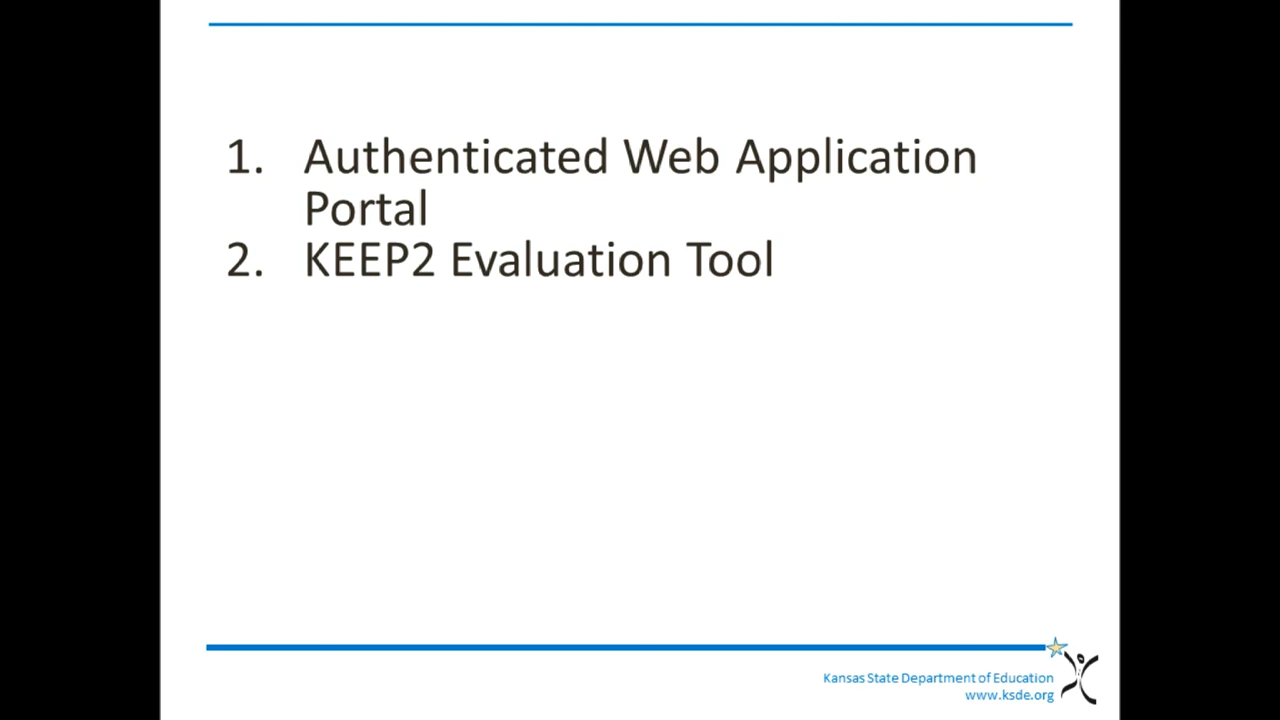 1. Authenticated Web Application
Portal
2. KEEP2 Evaluation Tool
Kansas State Department of Education
www.ksde.org